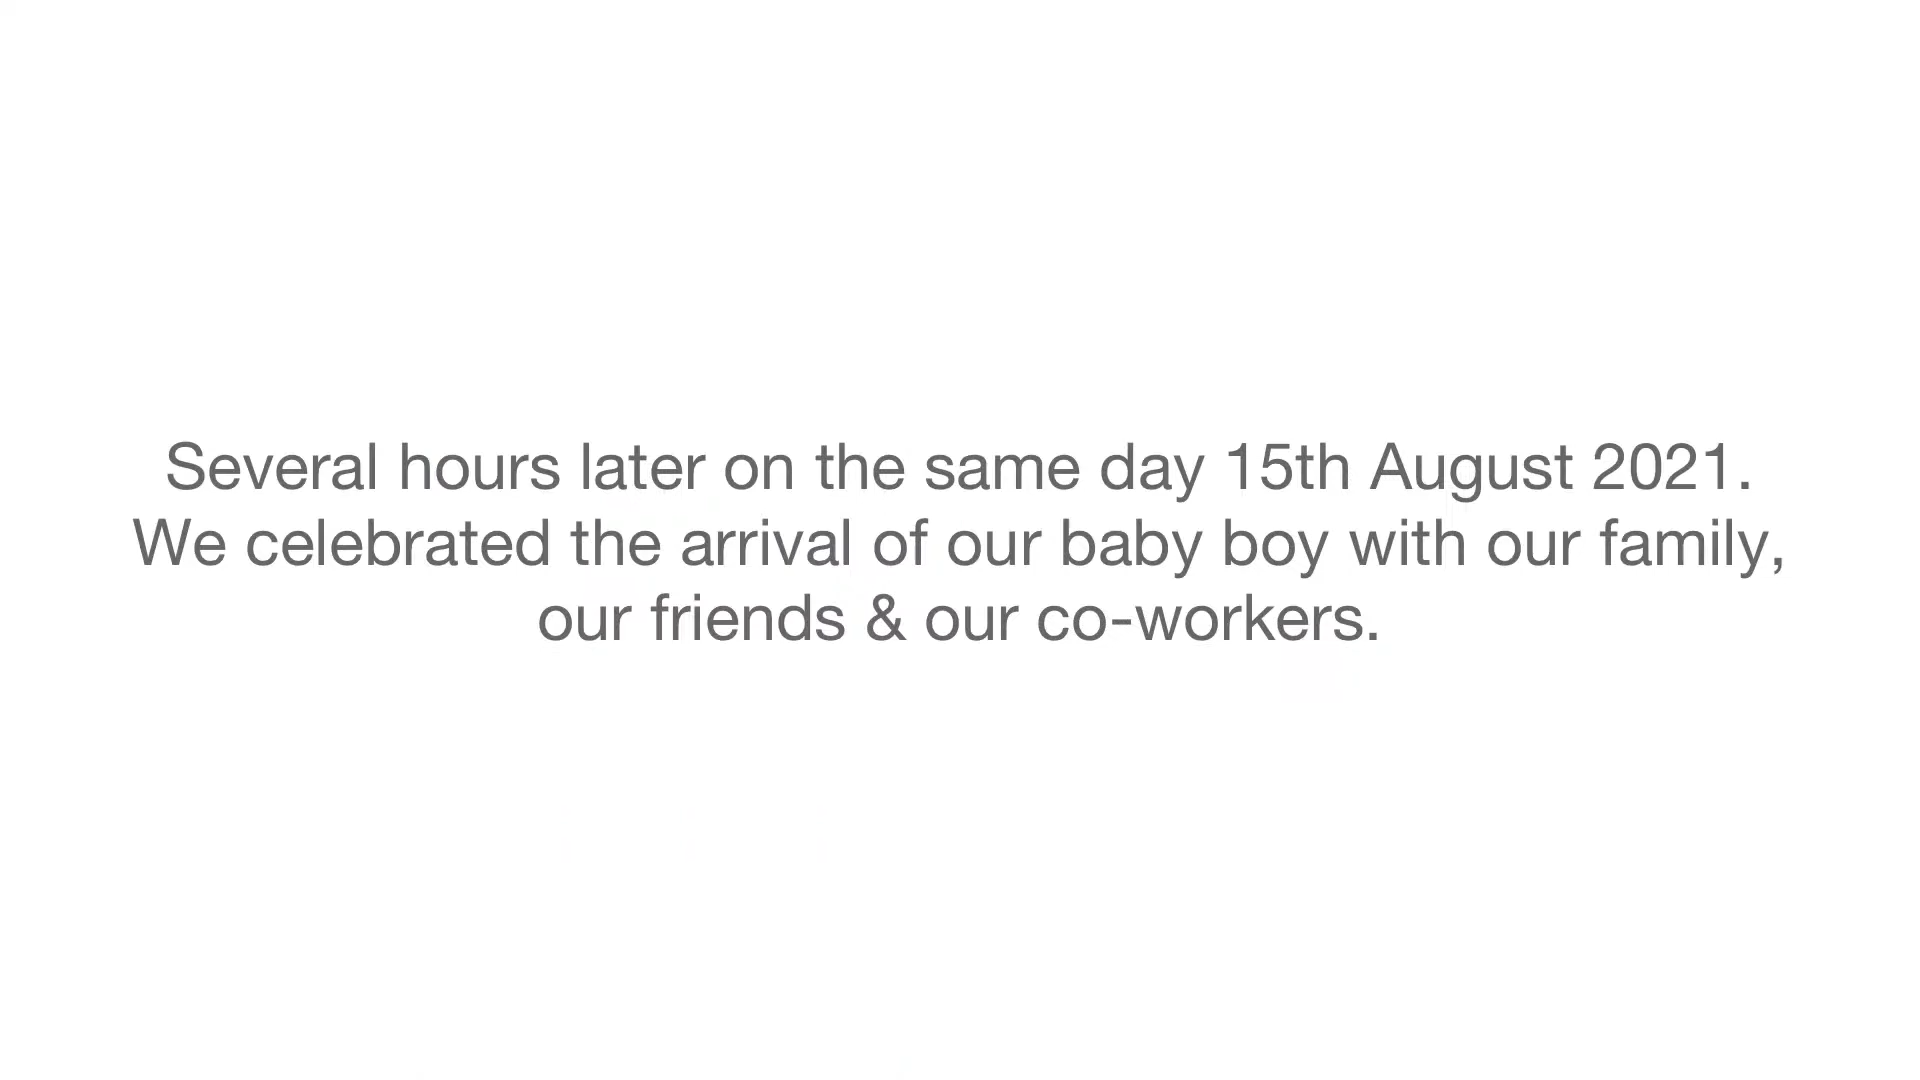 Several hours later on the same day 15th August 2021.
We celebrated the arrival of our baby boy with our family,
our friends & our co-workers.